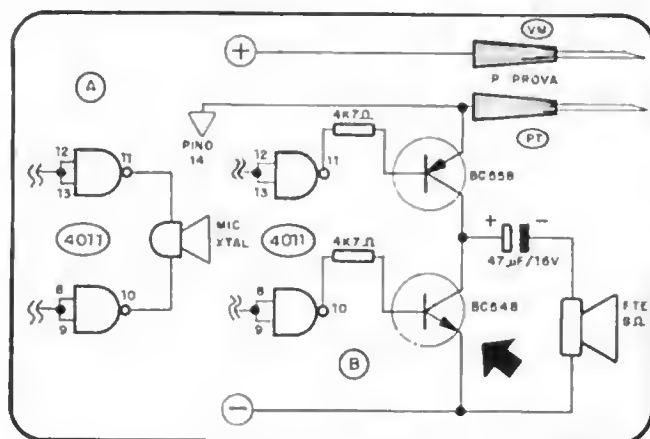 +
VM
P. PROVA
A
PT
PINO
14
4K7Ω
12
13
11
12
13
11
BC558
4011
MIC
XTAL
4011
4K7Ω
+ -
47µF/16V
8
9
10
8
9
10
BC548
FTE
8Ω
B
-